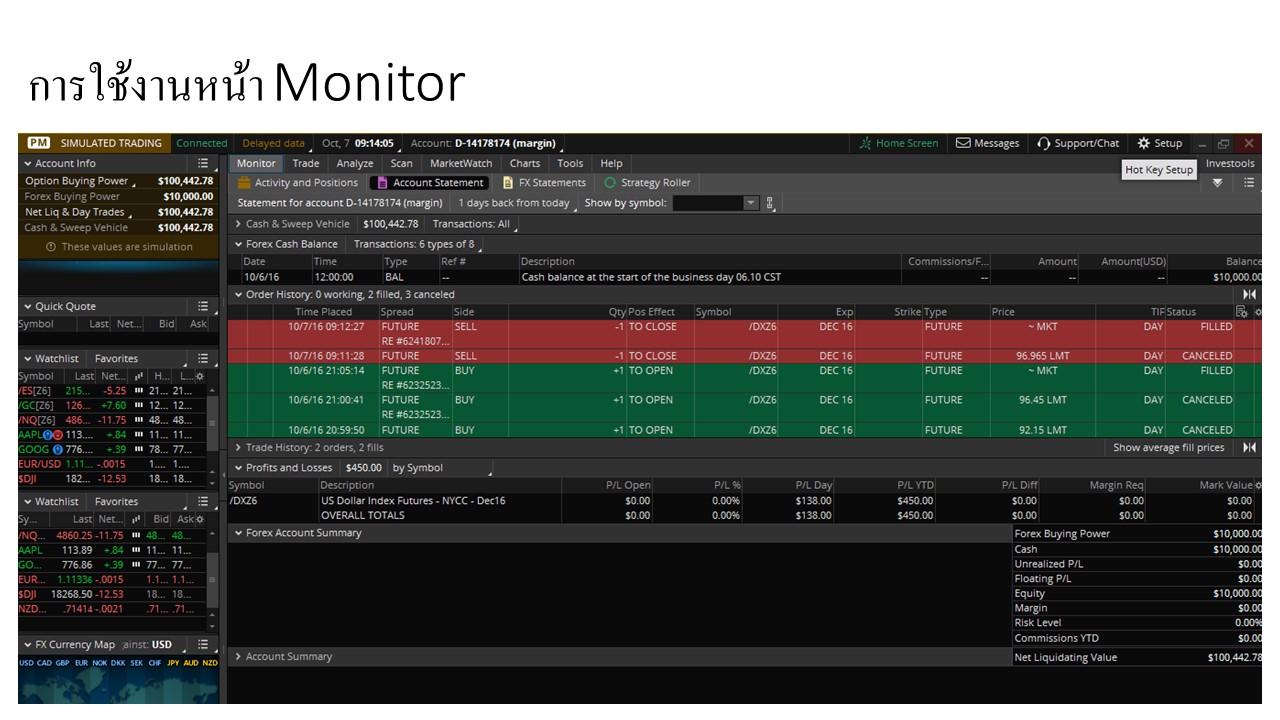 การใช้งานหน้า Monitor
PM SIMULATED TRADING Connected Delayed data Oct, 7 09:14:05 Account: D-14178174 (margin) Home Screen Messages Support/Chat Setup
Account Info Monitor Trade Analyze Scan MarketWatch Charts Tools Help Hot Key Setup Investools
Option Buying Power $100,442.78 Activity and Positions Account Statement FX Statements Strategy Roller
Forex Buying Power $10,000.00
Net Liq & Day Trades $100,442.78 Statement for account D-14178174 (margin) 1 days back from today Show by symbol:
Cash & Sweep Vehicle $100,442.78 Cash & Sweep Vehicle $100,442.78 Transactions: All
These values are simulation Forex Cash Balance Transactions: 6 types of 8
Date Time Type Ref # Description Commissions/F... Amount Amount(USD) Balance
10/6/16 12:00:00 BAL -- Cash balance at the start of the business day 06.10 CST -- -- -- $10,000.00
Order History: 0 working, 2 filled, 3 canceled
Time Placed Spread Side Qty Pos Effect Symbol Exp Strike Type Price TIF Status
10/7/16 09:12:27 FUTURE SELL -1 TO CLOSE /DXZ6 DEC 16 FUTURE ~ MKT DAY FILLED
RE #6241807...
10/7/16 09:11:28 FUTURE SELL -1 TO CLOSE /DXZ6 DEC 16 FUTURE 96.965 LMT DAY CANCELED
10/6/16 21:05:14 FUTURE BUY +1 TO OPEN /DXZ6 DEC 16 FUTURE ~ MKT DAY FILLED
RE #6232523...
10/6/16 21:00:41 FUTURE BUY +1 TO OPEN /DXZ6 DEC 16 FUTURE 96.45 LMT DAY CANCELED
RE #6232523...
10/6/16 20:59:50 FUTURE BUY +1 TO OPEN /DXZ6 DEC 16 FUTURE 92.15 LMT DAY CANCELED
Trade History: 2 orders, 2 fills Show average fill prices
Profits and Losses $450.00 by Symbol
Symbol Description P/L Open P/L % P/L Day P/L YTD P/L Diff Margin Req Mark Value
/DXZ6 US Dollar Index Futures - NYCC - Dec16 $0.00 0.00% $138.00 $450.00 $0.00 $0.00 $0.00
OVERALL TOTALS $0.00 0.00% $138.00 $450.00 $0.00 $0.00 $0.00
Forex Account Summary Forex Buying Power $10,000.00
Cash $10,000.00
Unrealized P/L $0.00
Floating P/L $0.00
Equity $10,000.00
Margin $0.00
Risk Level 0.00%
Commissions YTD $0.00
Account Summary Net Liquidating Value $100,442.78
Quick Quote
Symbol Last Net... Bid Ask
Watchlist Favorites
Symbol Last Net... H... L...
/ES[Z6] 215... -5.25 21... 21...
/GC[Z6] 126... +7.60 12... 12...
/NQ[Z6] 486... -11.75 48... 48...
AAPL 113.... +.84 11... 11...
GOOG 776.... +.39 78... 77...
EUR/USD 1.11... -.0015 1.... 1....
$DJI 182... -12.53 18... 18...
Watchlist Favorites
Sy... Last Net... Bid Ask
/NQ... 4860.25 -11.75 48... 48...
AAPL 113.89 +.84 11... 11...
GO... 776.86 +.39 77... 77...
EUR... 1.11336 -.0015 1.1... 1.1...
$DJI 18268.50 -12.53 18... 18...
NZD... .71414 -.0021 .71... .71...
FX Currency Map :ainst: USD
USD CAD GBP EUR NOK DKK SEK CHF JPY AUD NZD